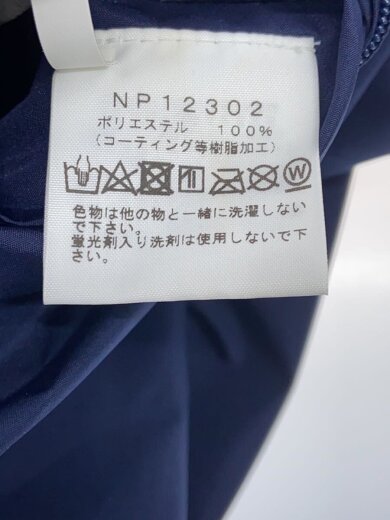 NP12302
ポリエステル 100%
(コーティング等樹脂加工)
W
色物は他の物と一緒に洗濯しない
で下さい。
蛍光剤入り洗剤は使用しないで下
さい。